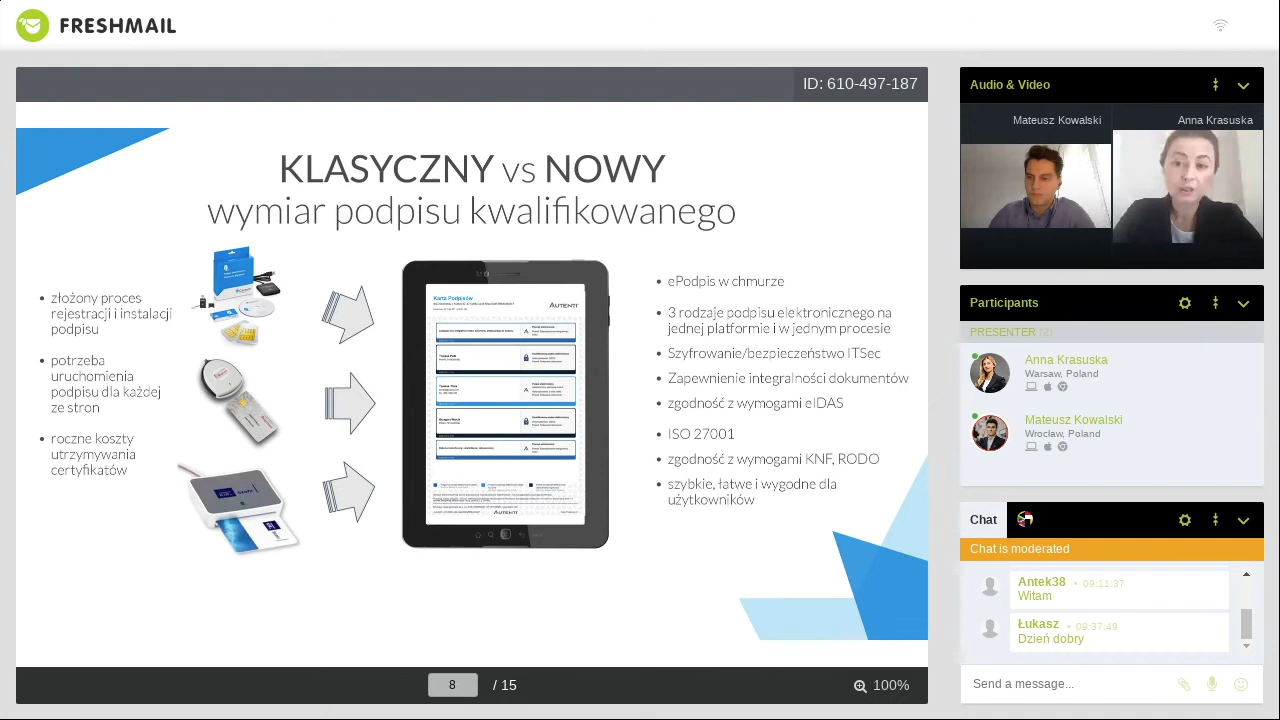 FRESHMAIL
ID: 610-497-187
KLASYCZNY vs NOWY
wymiar podpisu kwalifikowanego
• złożony proces
rejestracji i instalacji
podpisu
• potrzeba
uruchomienia
podpisu dla każdej
ze stron
• roczne koszty
utrzymywania
certyfikatów
Karta Podpisów
AUTENTI
AUTENTI
• ePodpis w chmurze
• 3 rodzaje podpisu elektronicznego na
jednej platformie i w jednym procesie
• Szyfrowanie/bezpieczeństwo ITSec
• Zapewnienie integralności dokumentów
• zgodność z wymogami eIDAS
• ISO 27001
• zgodność z wymogami KNF, RODO
• szybkie, łatwe i wygodne dla
użytkowników
8 / 15
100%
Audio & Video
Mateusz Kowalski
Anna Krasuska
Participants
PRESENTER (2)
Anna Krasuska
Warsaw, Poland
Mateusz Kowalski
Wrocław, Poland
Chat
Chat is moderated
Antek38 • 09:11:37
Witam
Łukasz • 09:37:49
Dzień dobry
Send a message...